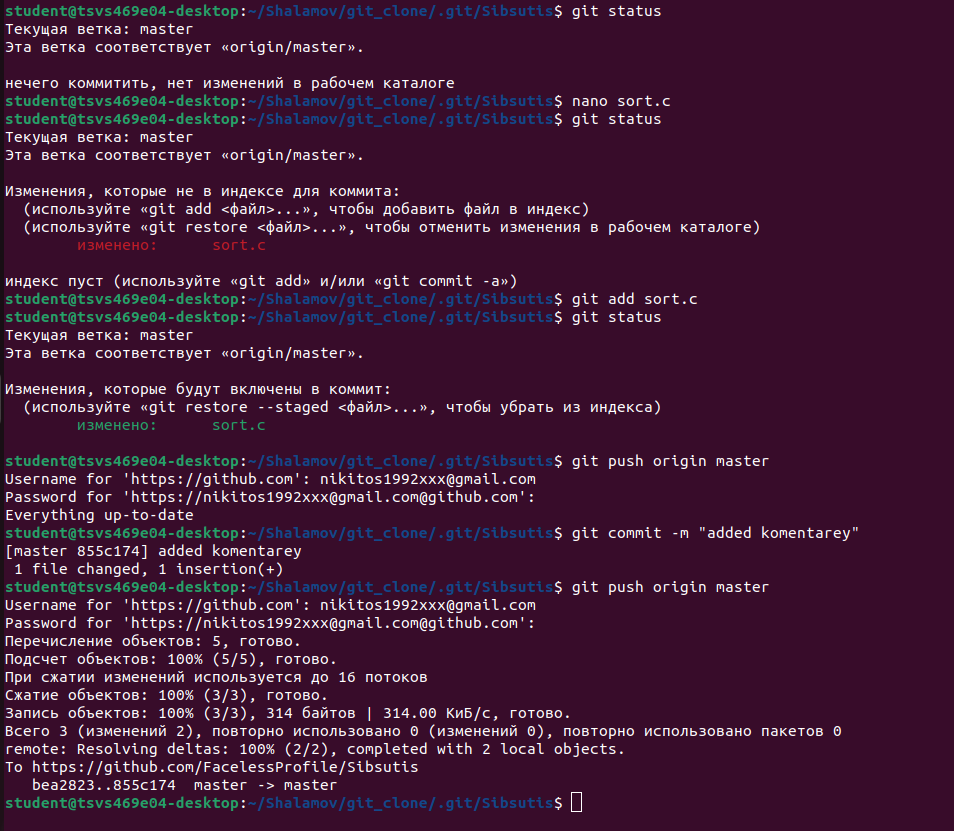 student@tsvs469e04-desktop:~/Shalamov/git_clone/.git/Sibsutis$ git status
Текущая ветка: master
Эта ветка соответствует «origin/master».
нечего коммитить, нет изменений в рабочем каталоге
student@tsvs469e04-desktop:~/Shalamov/git_clone/.git/Sibsutis$ nano sort.c
student@tsvs469e04-desktop:~/Shalamov/git_clone/.git/Sibsutis$ git status
Текущая ветка: master
Эта ветка соответствует «origin/master».
Изменения, которые не в индексе для коммита:
  (используйте «git add <файл>...», чтобы добавить файл в индекс)
  (используйте «git restore <файл>...», чтобы отменить изменения в рабочем каталоге)
        изменено:      sort.c
индекс пуст (используйте «git add» и/или «git commit -a»)
student@tsvs469e04-desktop:~/Shalamov/git_clone/.git/Sibsutis$ git add sort.c
student@tsvs469e04-desktop:~/Shalamov/git_clone/.git/Sibsutis$ git status
Текущая ветка: master
Эта ветка соответствует «origin/master».
Изменения, которые будут включены в коммит:
  (используйте «git restore --staged <файл>...», чтобы убрать из индекса)
        изменено:      sort.c
student@tsvs469e04-desktop:~/Shalamov/git_clone/.git/Sibsutis$ git push origin master
Username for 'https://github.com': nikitos1992xxx@gmail.com
Password for 'https://nikitos1992xxx@gmail.com@github.com':
Everything up-to-date
student@tsvs469e04-desktop:~/Shalamov/git_clone/.git/Sibsutis$ git commit -m "added komentarey"
[master 855c174] added komentarey
 1 file changed, 1 insertion(+)
student@tsvs469e04-desktop:~/Shalamov/git_clone/.git/Sibsutis$ git push origin master
Username for 'https://github.com': nikitos1992xxx@gmail.com
Password for 'https://nikitos1992xxx@gmail.com@github.com':
Перечисление объектов: 5, готово.
Подсчет объектов: 100% (5/5), готово.
При сжатии изменений используется до 16 потоков
Сжатие объектов: 100% (3/3), готово.
Запись объектов: 100% (3/3), 314 байтов | 314.00 КиБ/с, готово.
Всего 3 (изменений 2), повторно использовано 0 (изменений 0), повторно использовано пакетов 0
remote: Resolving deltas: 100% (2/2), completed with 2 local objects.
To https://github.com/FacelessProfile/Sibsutis
   bea2823..855c174  master -> master
student@tsvs469e04-desktop:~/Shalamov/git_clone/.git/Sibsutis$